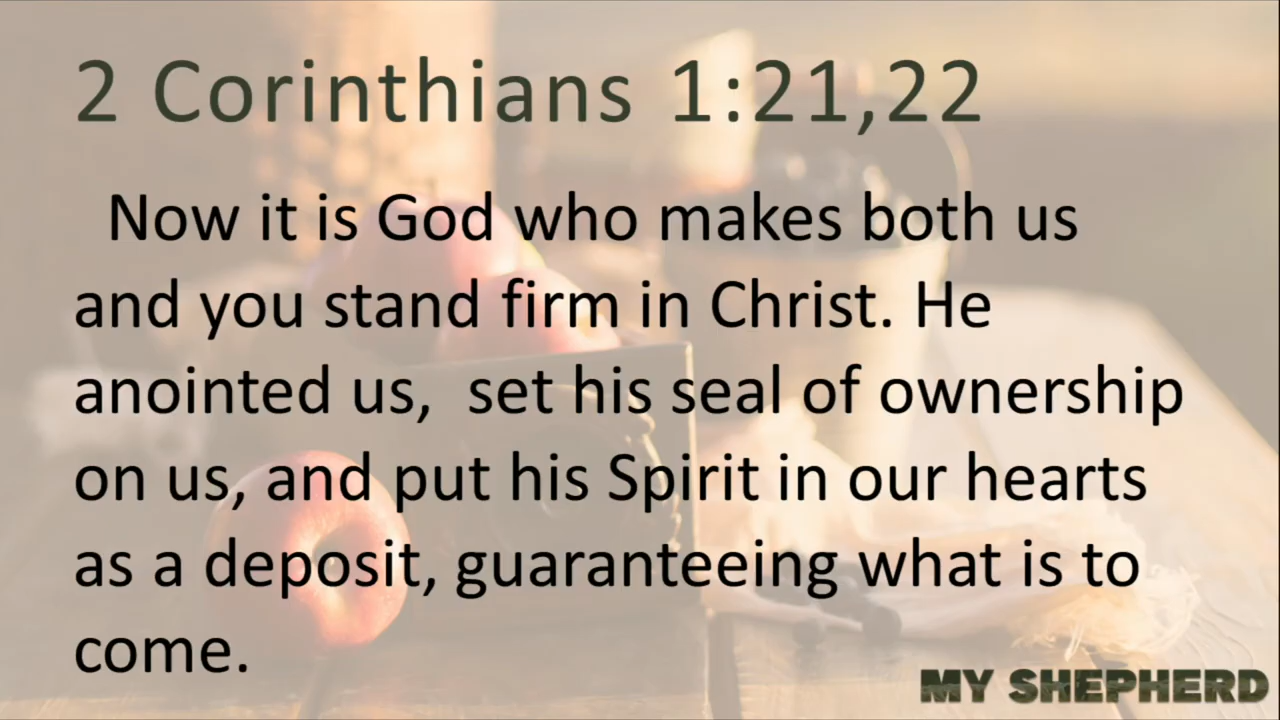 2 Corinthians 1:21,22
Now it is God who makes both us
and you stand firm in Christ. He
anointed us,  set his seal of ownership
on us, and put his Spirit in our hearts
as a deposit, guaranteeing what is to
come.
MY SHEPHERD